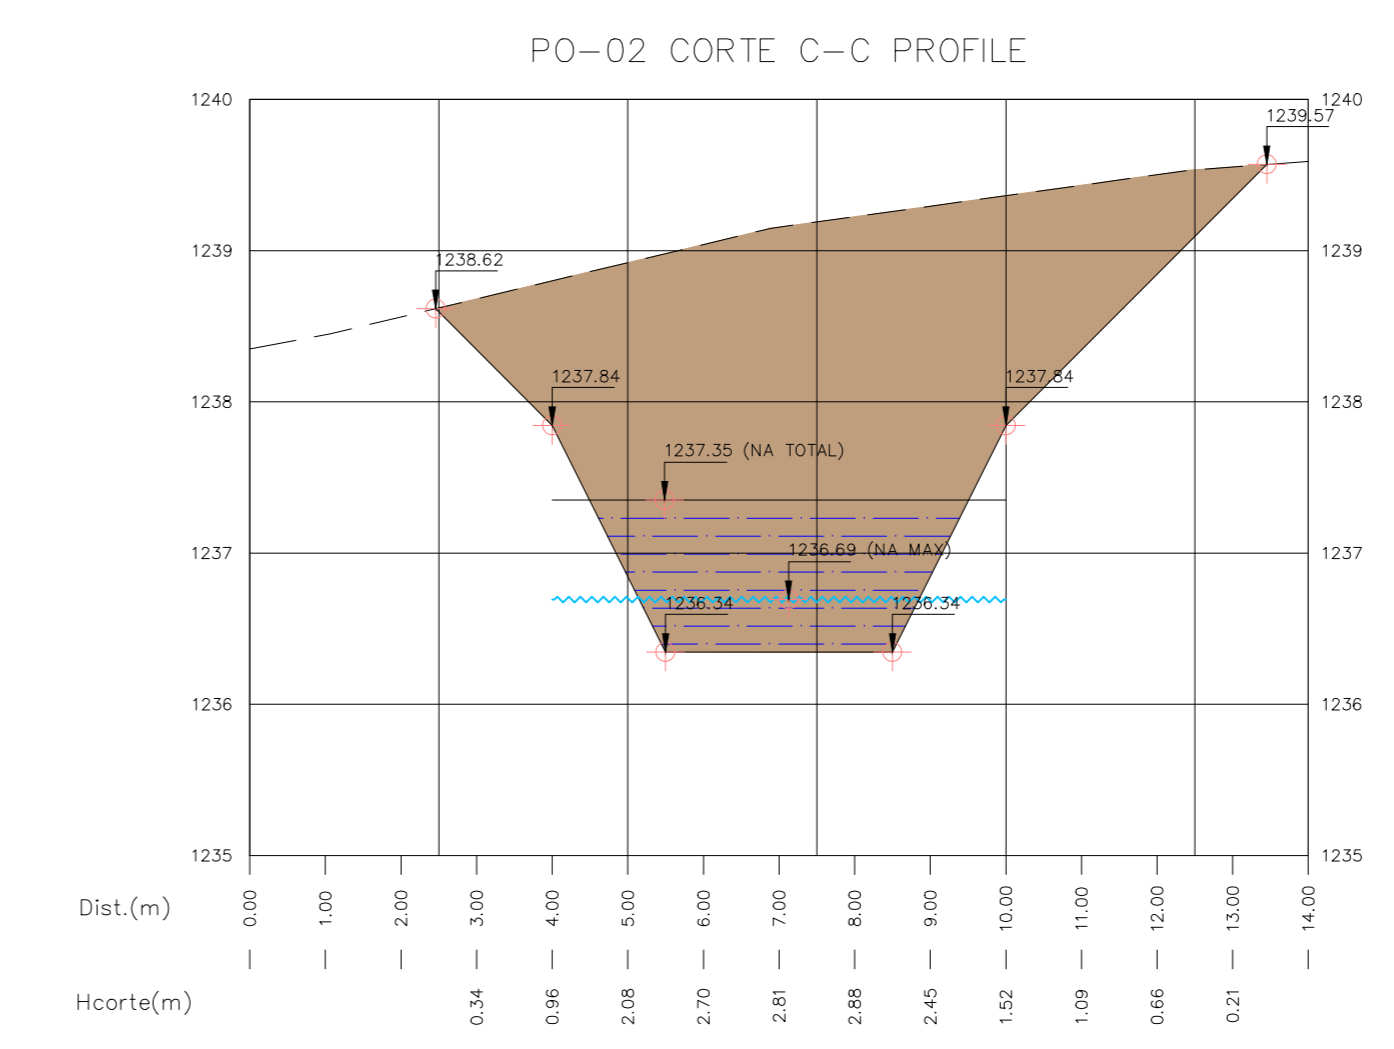 PO-02 CORTE C-C PROFILE
1240 1240
1239.57
1239 1239
1238.62
1237.84 1237.84
1238 1238
1237.35 (NA TOTAL)
1237 1236.69 (NA MAX) 1237
1236.34 1236.34
1236 1236
1235 1235
Dist.(m) 0.00 1.00 2.00 3.00 4.00 5.00 6.00 7.00 8.00 9.00 10.00 11.00 12.00 13.00 14.00
Hcorte(m) 0.34 0.96 2.08 2.70 2.81 2.88 2.45 1.52 1.09 0.66 0.21